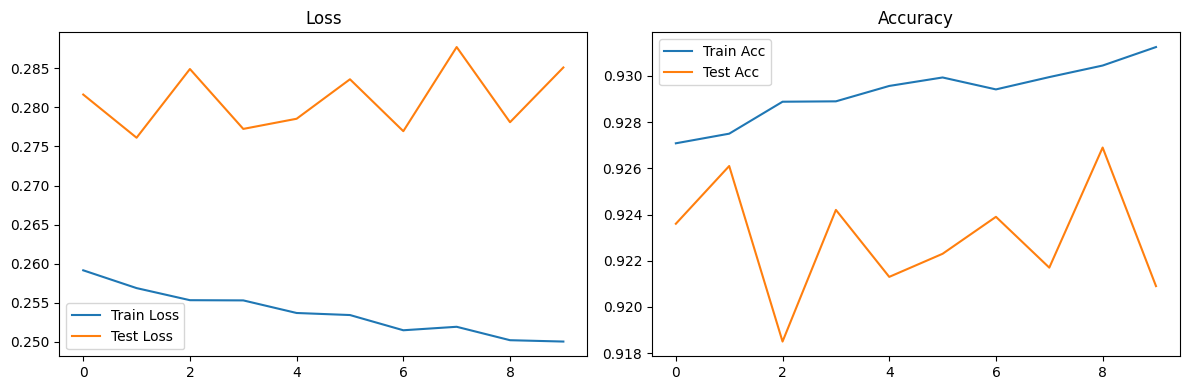 Loss
0.285
0.280
0.275
0.270
0.265
0.260
0.255
0.250
Train Loss
Test Loss
0 2 4 6 8
Accuracy
Train Acc
Test Acc
0.930
0.928
0.926
0.924
0.922
0.920
0.918
0 2 4 6 8